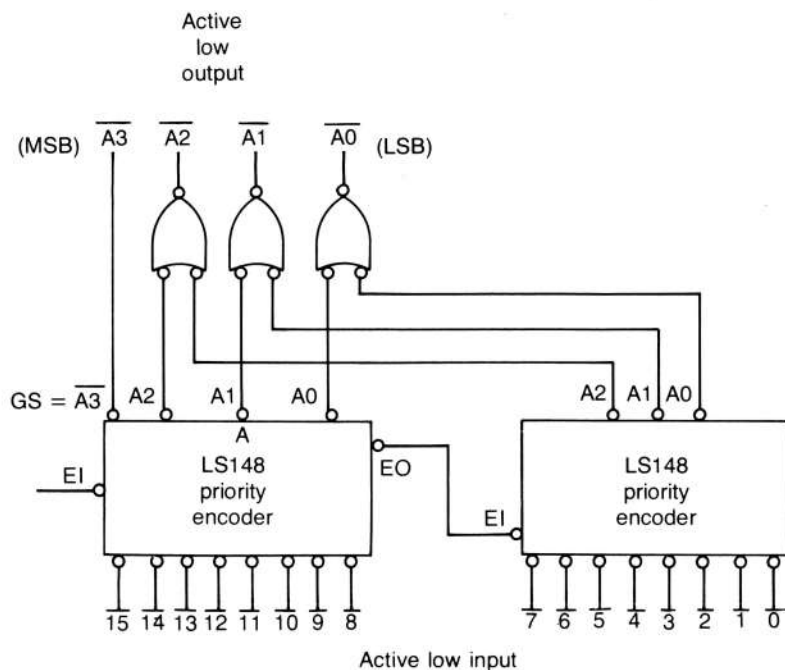 Active
low
output
(MSB) A3 A2 A1 A0 (LSB)
GS = A3 A2 A1 A0 A2 A1 A0
A
EI LS148 priority encoder EO
EI LS148 priority encoder
15 14 13 12 11 10 9 8 7 6 5 4 3 2 1 0
Active low input